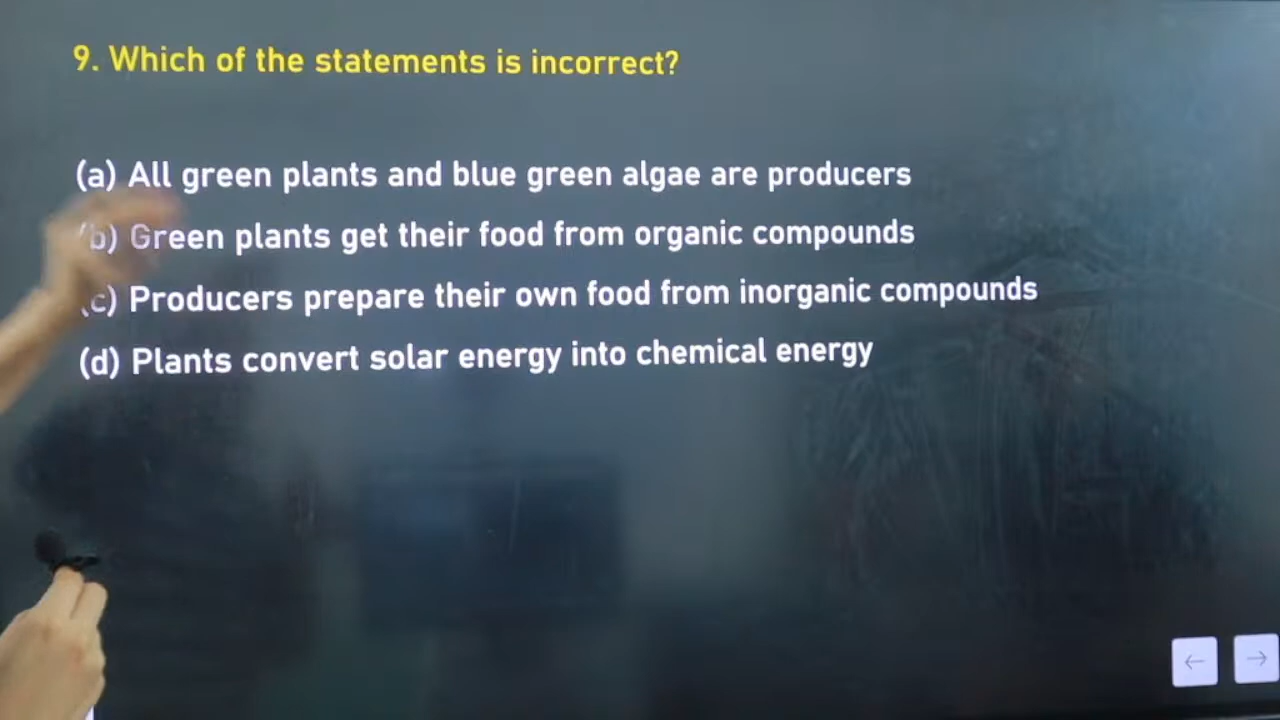 9. Which of the statements is incorrect?
(a) All green plants and blue green algae are producers
(b) Green plants get their food from organic compounds
(c) Producers prepare their own food from inorganic compounds
(d) Plants convert solar energy into chemical energy